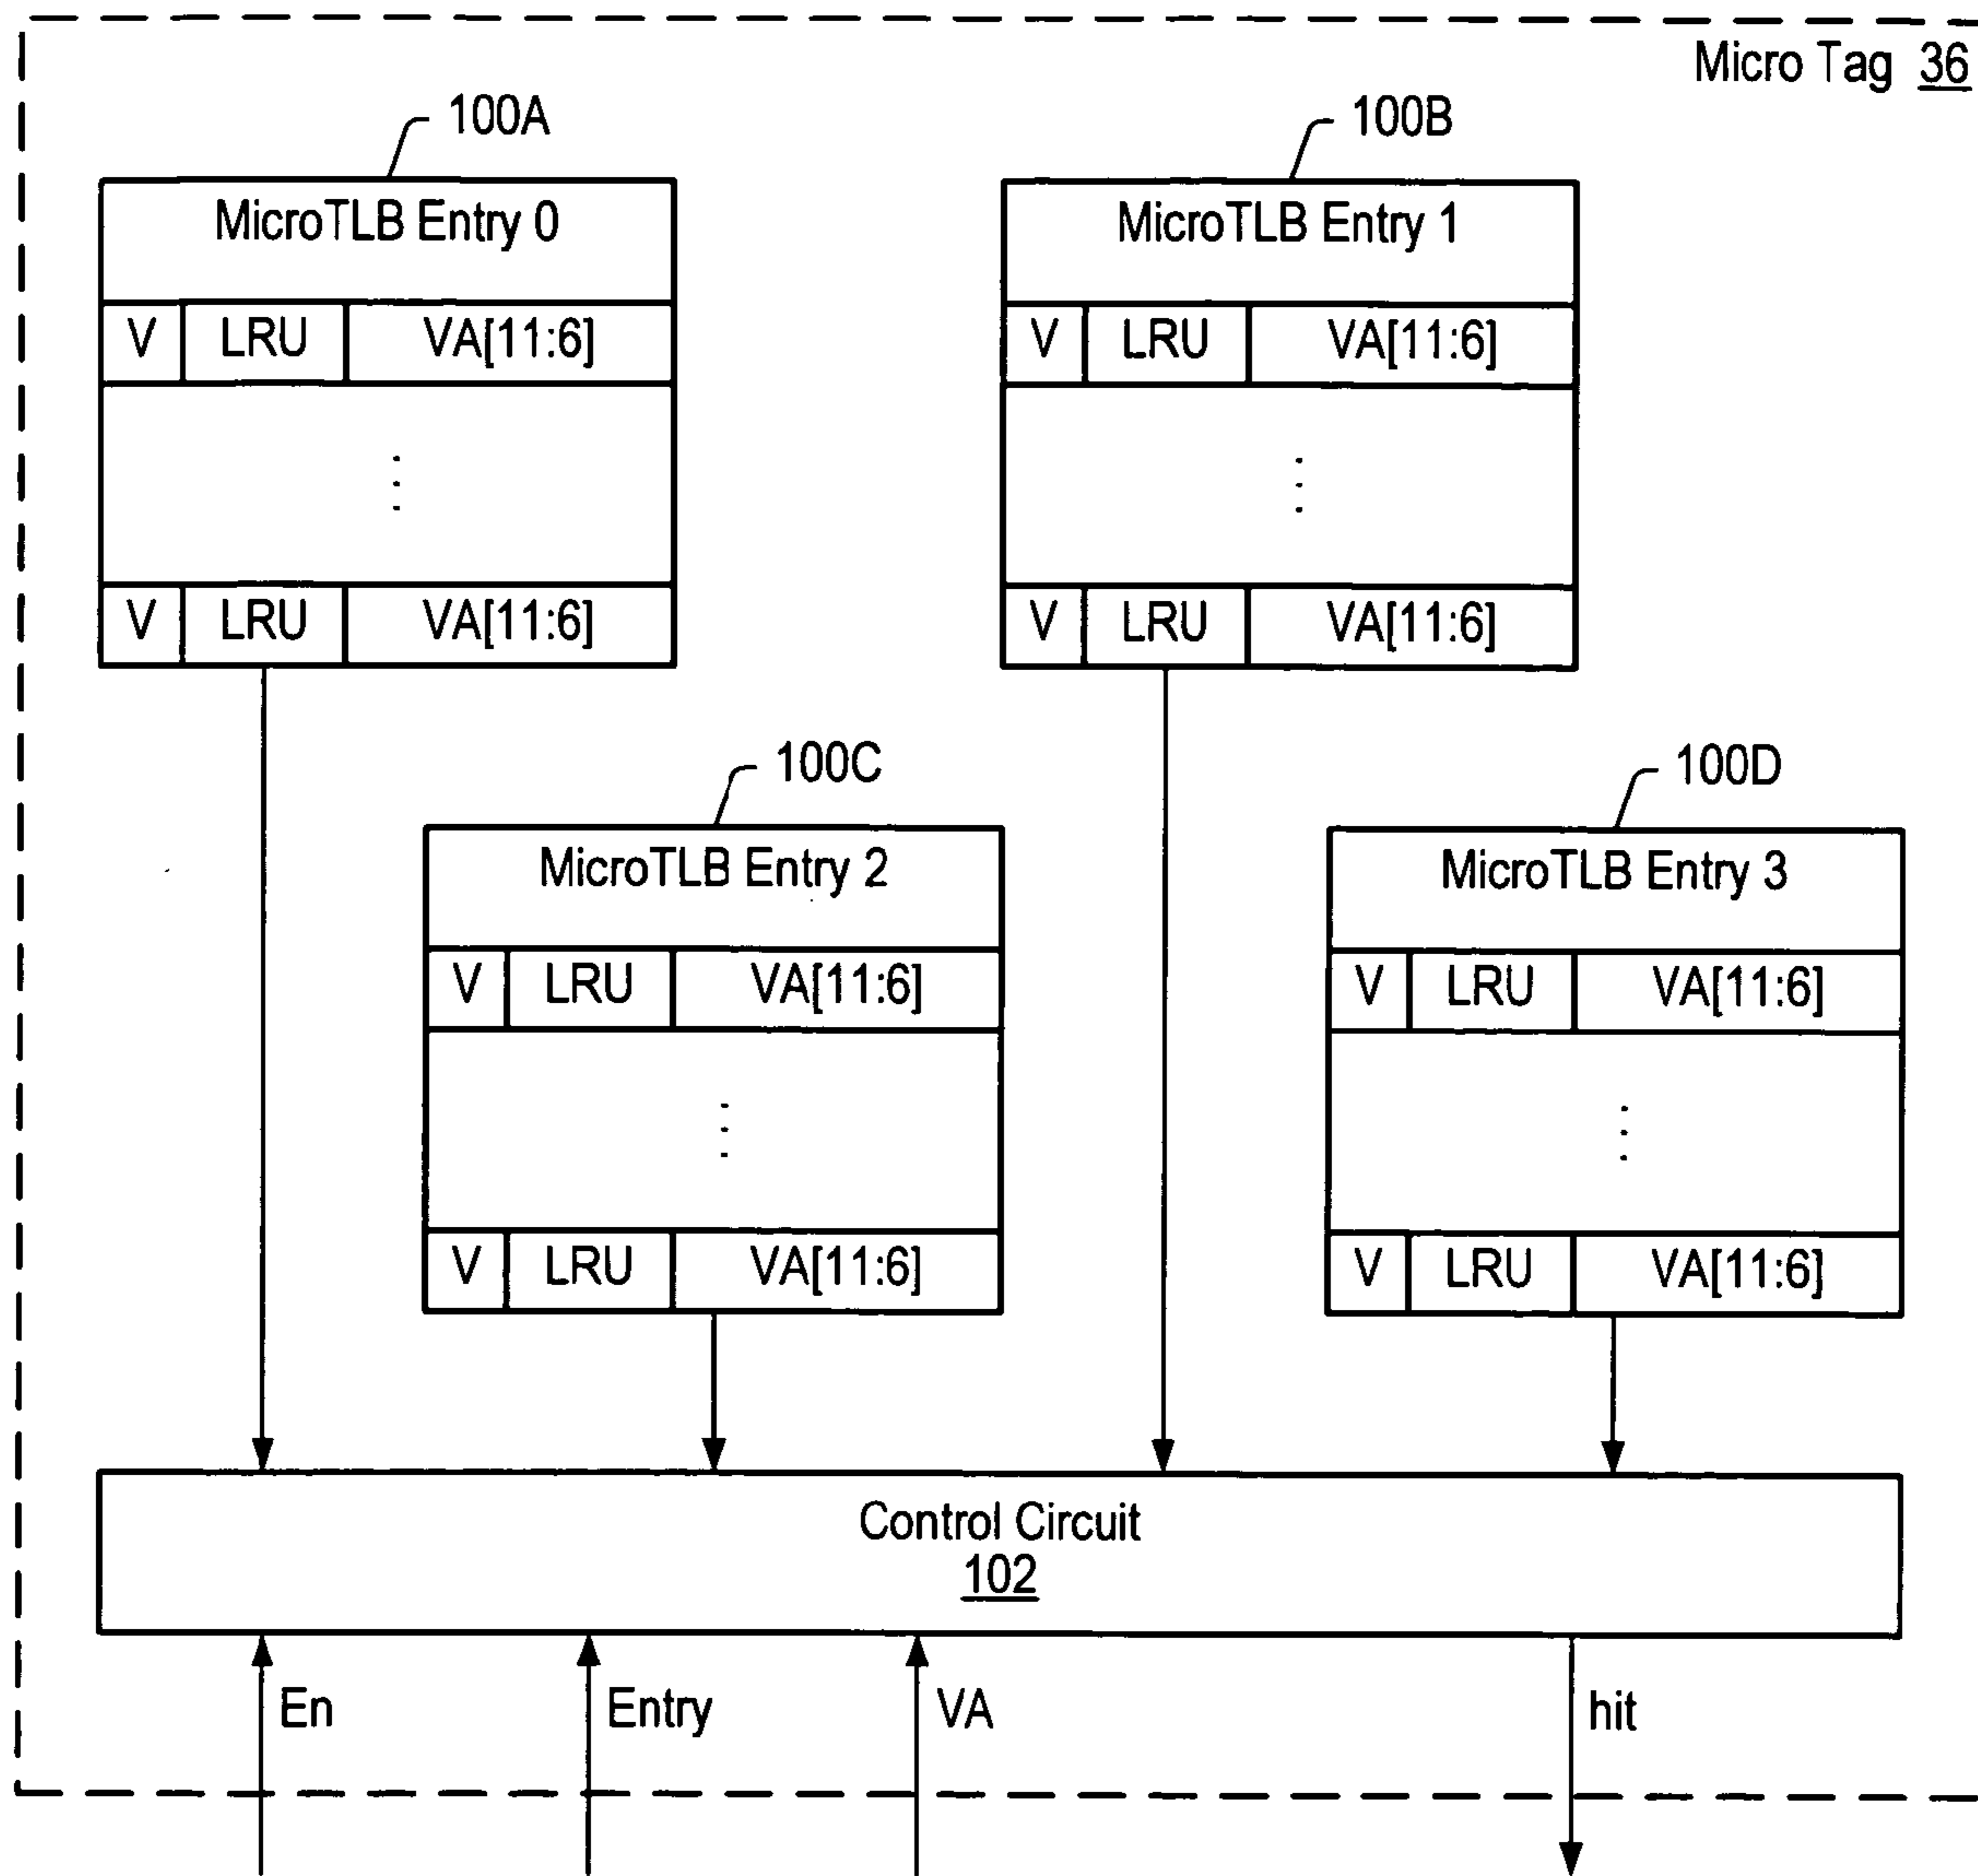 Micro Tag 36
100A
100B
MicroTLB Entry 0
MicroTLB Entry 1
V LRU VA[11:6]
V LRU VA[11:6]
⋮
⋮
V LRU VA[11:6]
V LRU VA[11:6]
100C
100D
MicroTLB Entry 2
MicroTLB Entry 3
V LRU VA[11:6]
V LRU VA[11:6]
⋮
⋮
V LRU VA[11:6]
V LRU VA[11:6]
Control Circuit
102
En
Entry
VA
hit